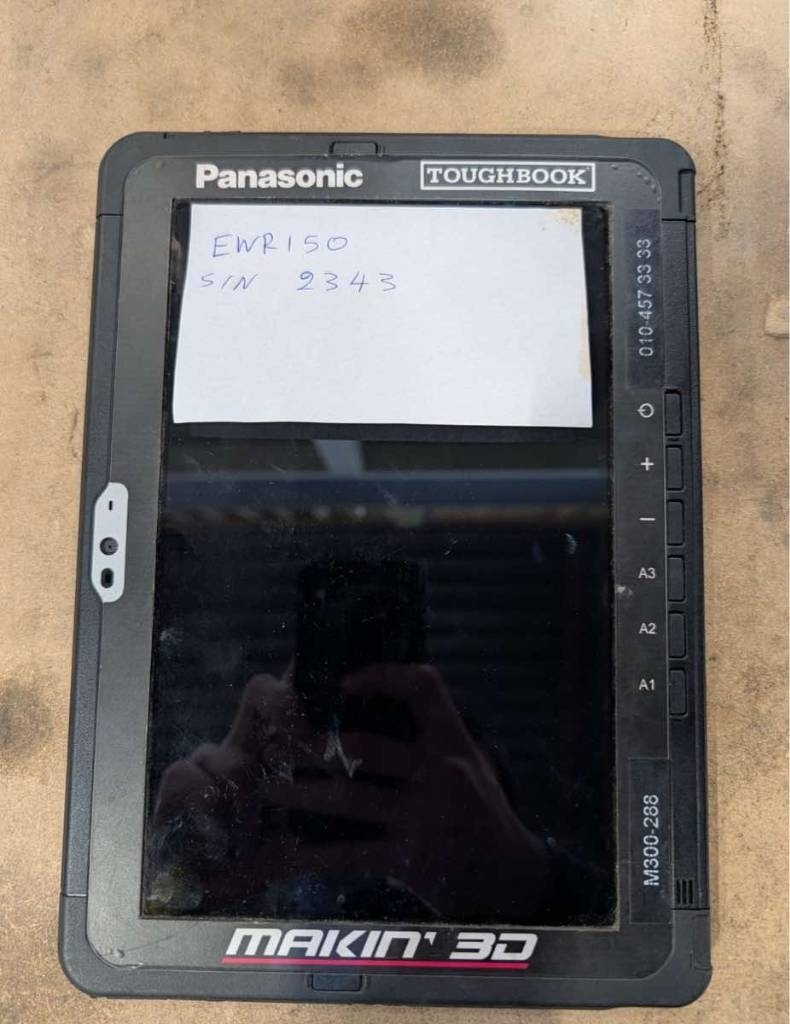 Panasonic
TOUGHBOOK
EWR150
S/N 2343
010-457 33 33
+
−
A3
A2
A1
M300-288
MAKIN' 3D